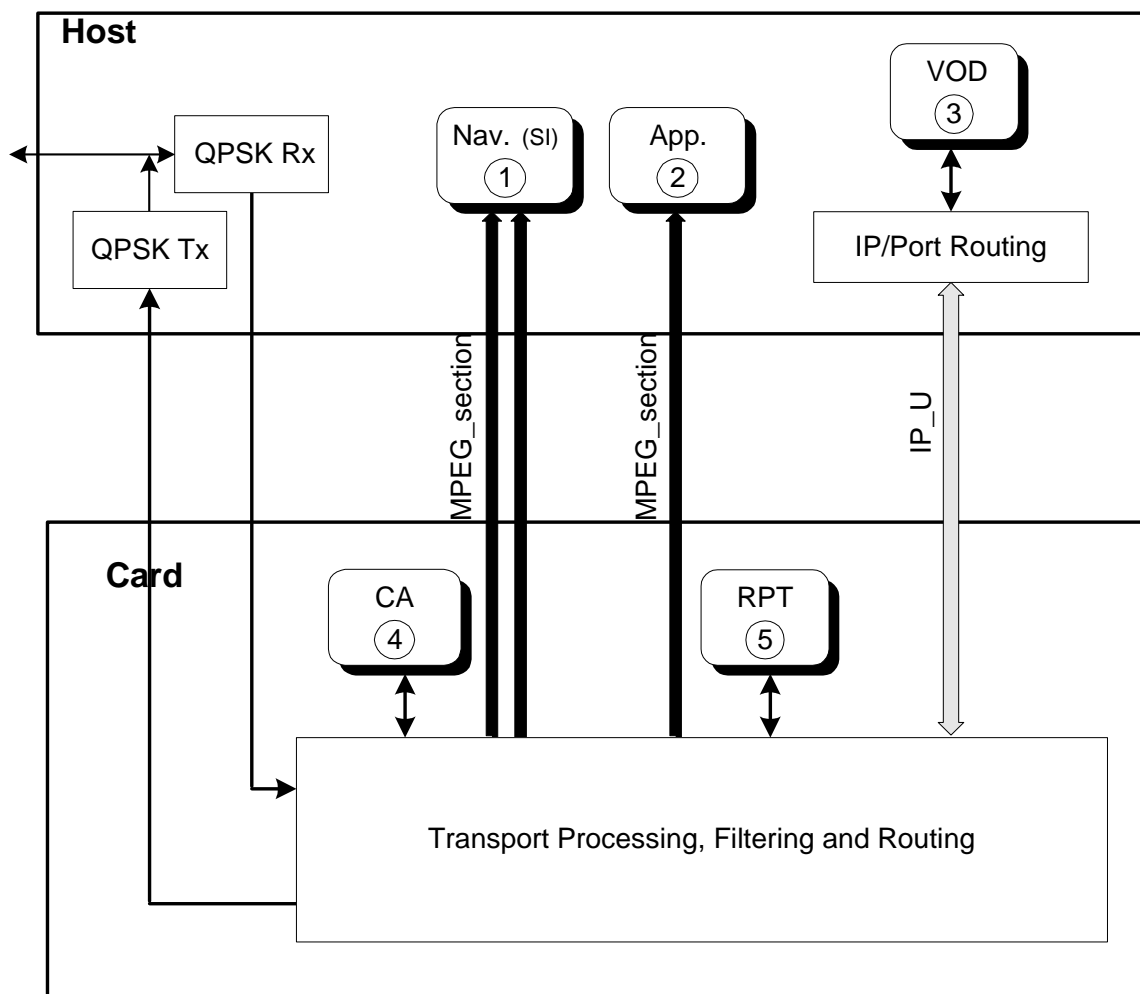 Host
VOD
3
Nav. (SI)
1
App.
2
QPSK Rx
QPSK Tx
IP/Port Routing
MPEG_section
MPEG_section
IP_U
Card
CA
4
RPT
5
Transport Processing, Filtering and Routing